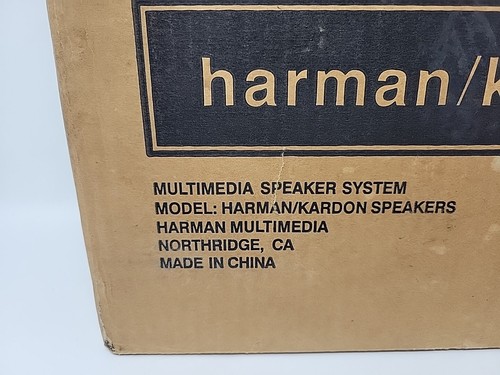 harman/k
MULTIMEDIA SPEAKER SYSTEM
MODEL: HARMAN/KARDON SPEAKERS
HARMAN MULTIMEDIA
NORTHRIDGE, CA
MADE IN CHINA